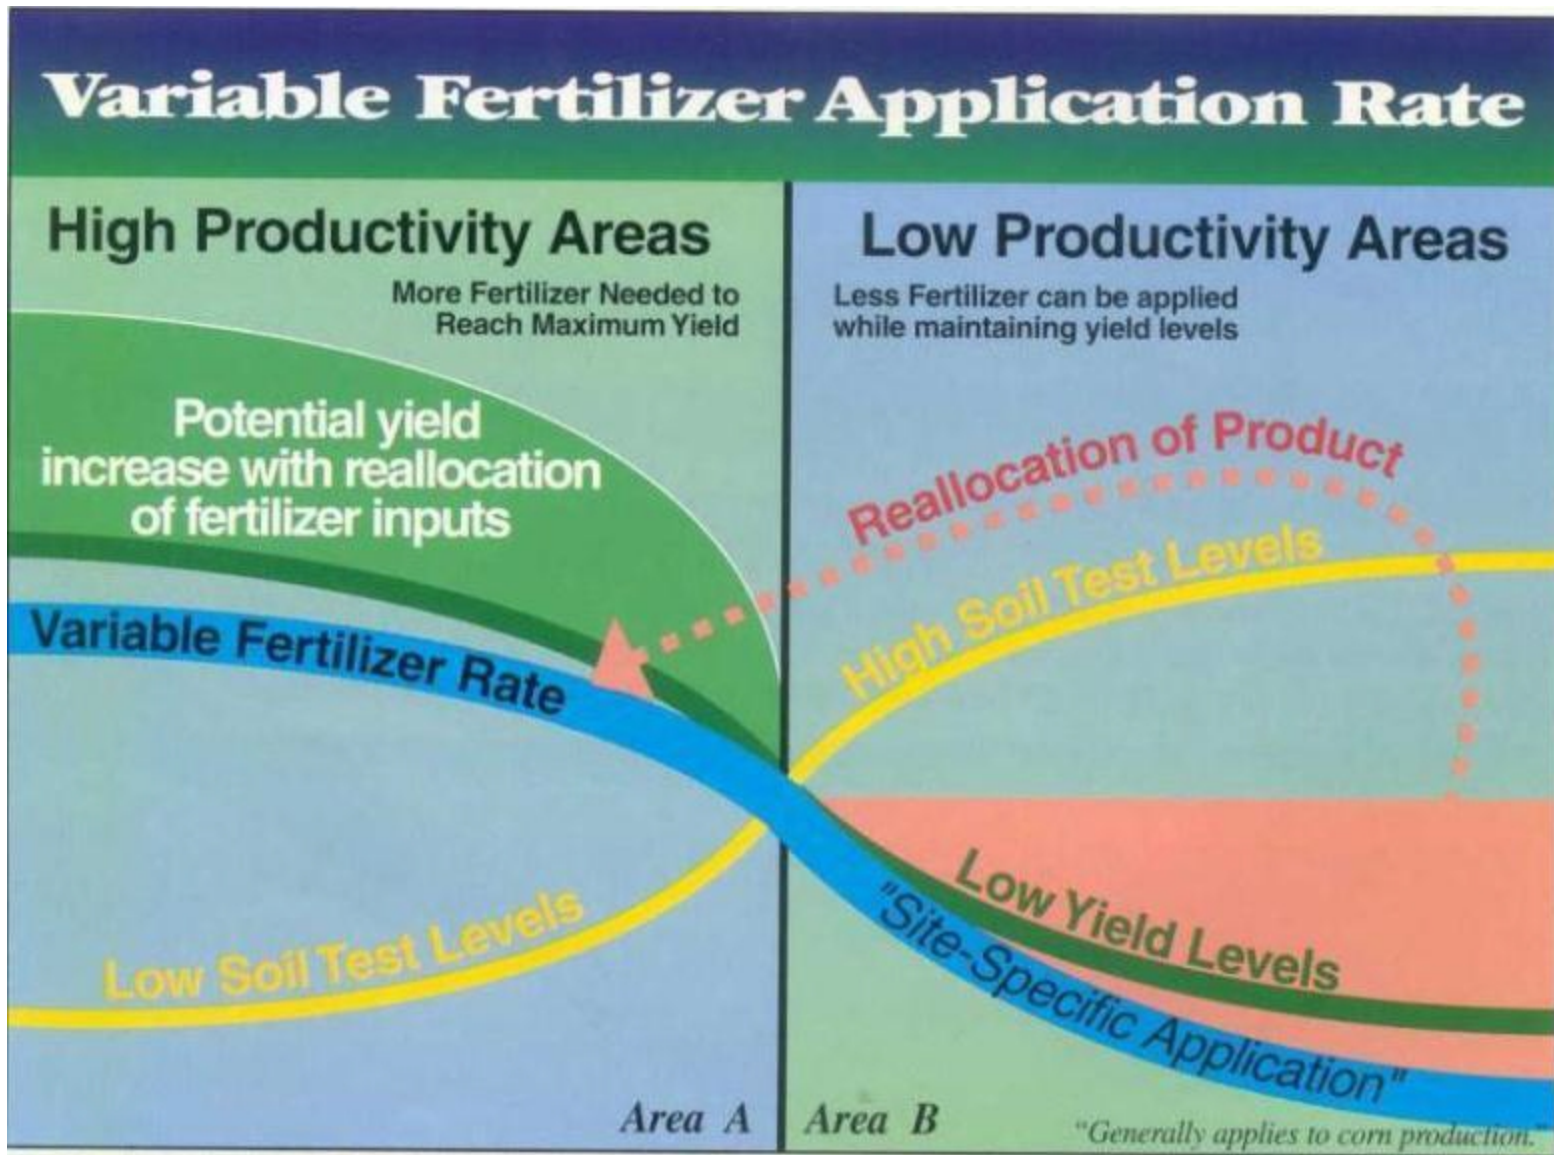 Variable Fertilizer Application Rate
High Productivity Areas
More Fertilizer Needed to
Reach Maximum Yield
Potential yield
increase with reallocation
of fertilizer inputs
Variable Fertilizer Rate
Low Soil Test Levels
Area A
Low Productivity Areas
Less Fertilizer can be applied
while maintaining yield levels
Reallocation of Product
High Soil Test Levels
Low Yield Levels
"Site-Specific Application"
Area B
"Generally applies to corn production."